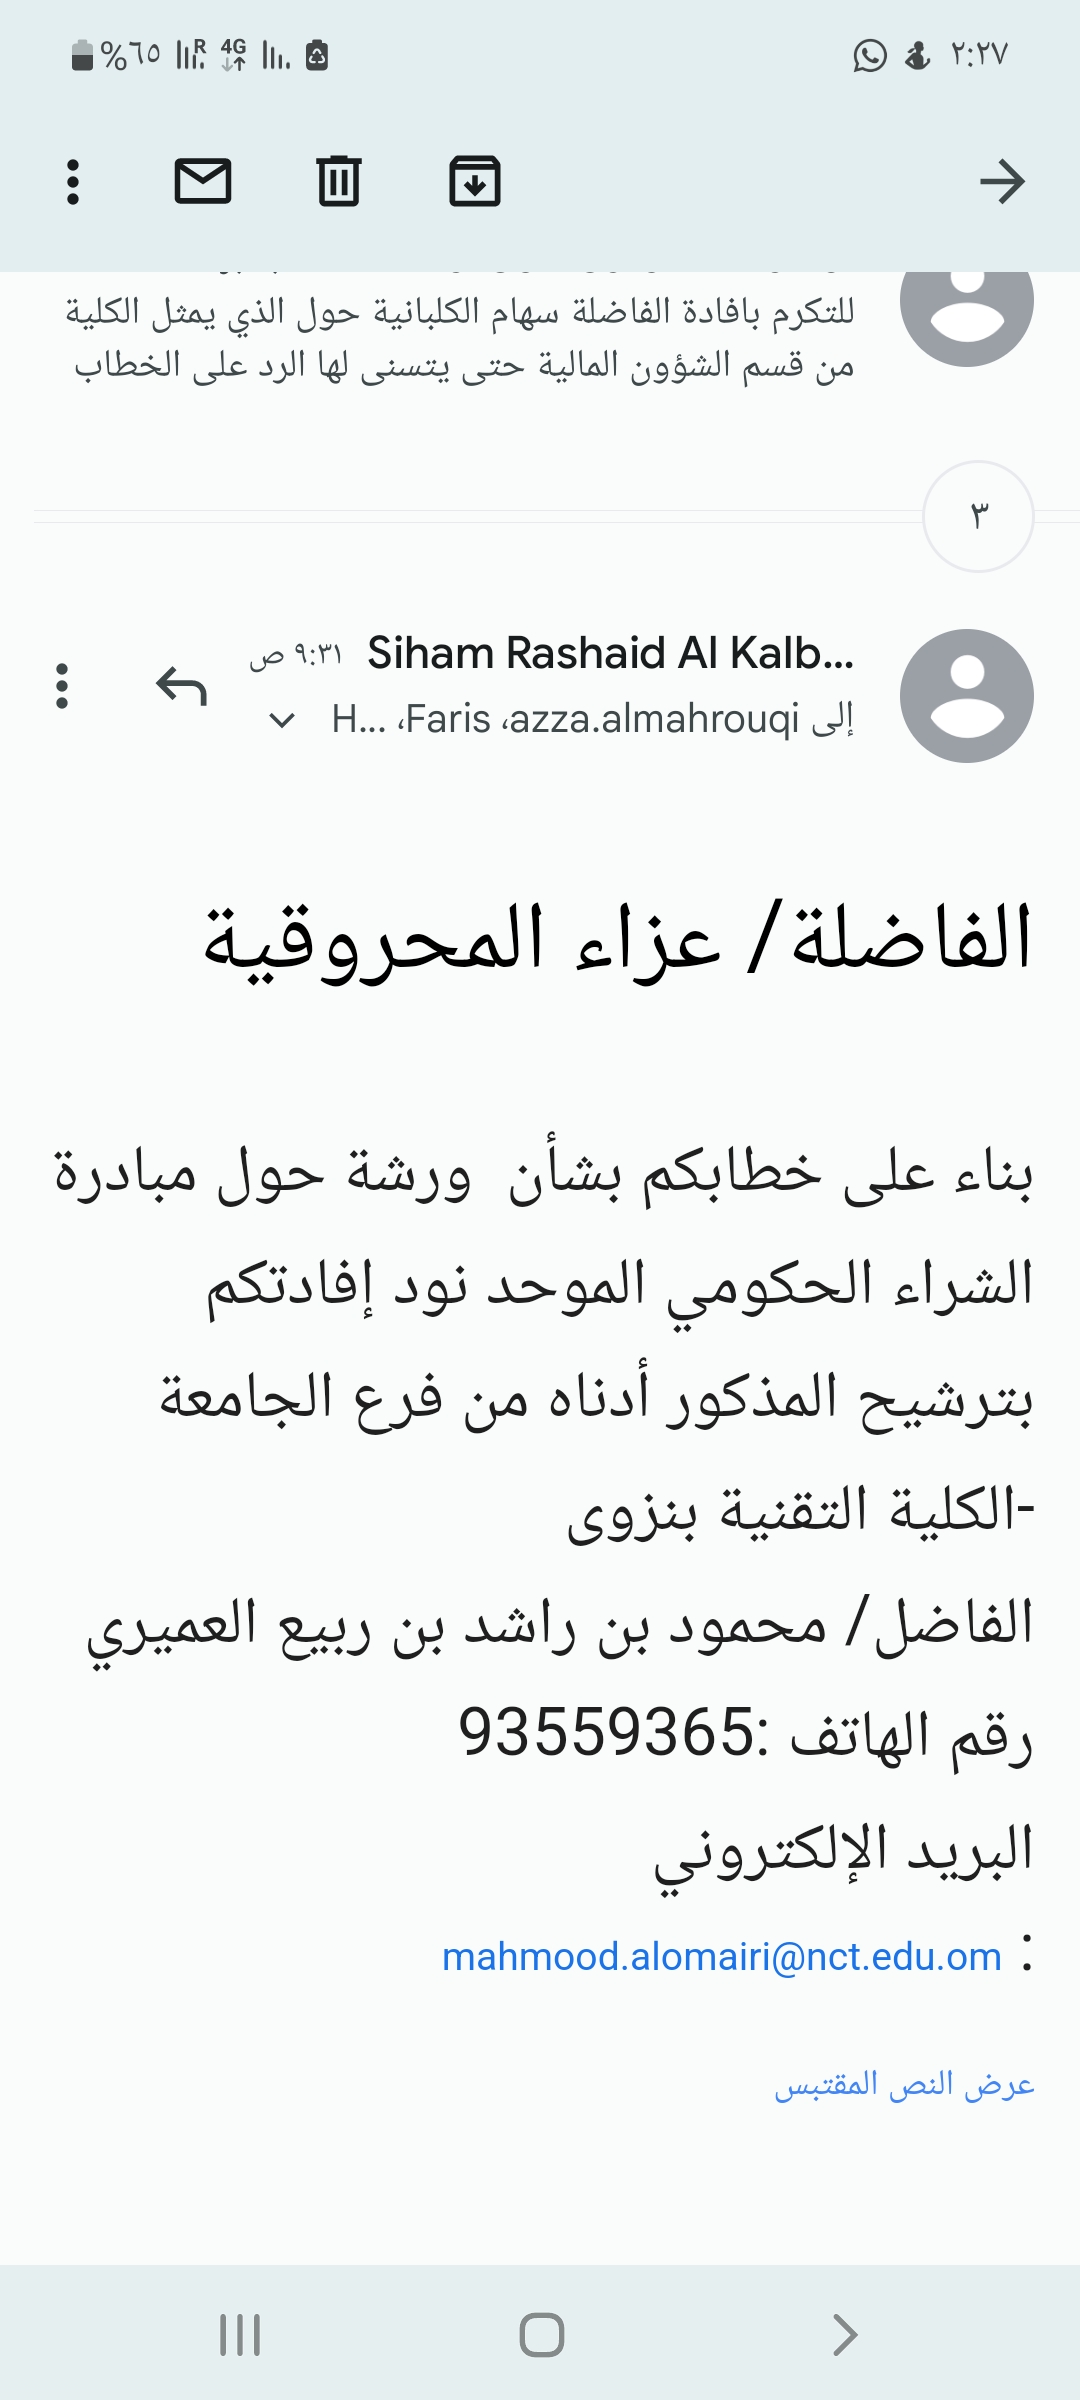 ٢:٢٧
%٦٥ R 4G
للتكرم بافادة الفاضلة سهام الكلبانية حول الذي يمثل الكلية
من قسم الشؤون المالية حتى يتسنى لها الرد على الخطاب
٣
Siham Rashaid Al Kalb... ٩:٣١ ص
إلى azza.almahrouqi، Faris، H...
الفاضلة/ عزاء المحروقية
بناء على خطابكم بشأن ورشة حول مبادرة
الشراء الحكومي الموحد نود إفادتكم
بترشيح المذكور أدناه من فرع الجامعة
-الكلية التقنية بنزوى
الفاضل/ محمود بن راشد بن ربيع العميري
رقم الهاتف :93559365
البريد الإلكتروني
: mahmood.alomairi@nct.edu.om
عرض النص المقتبس